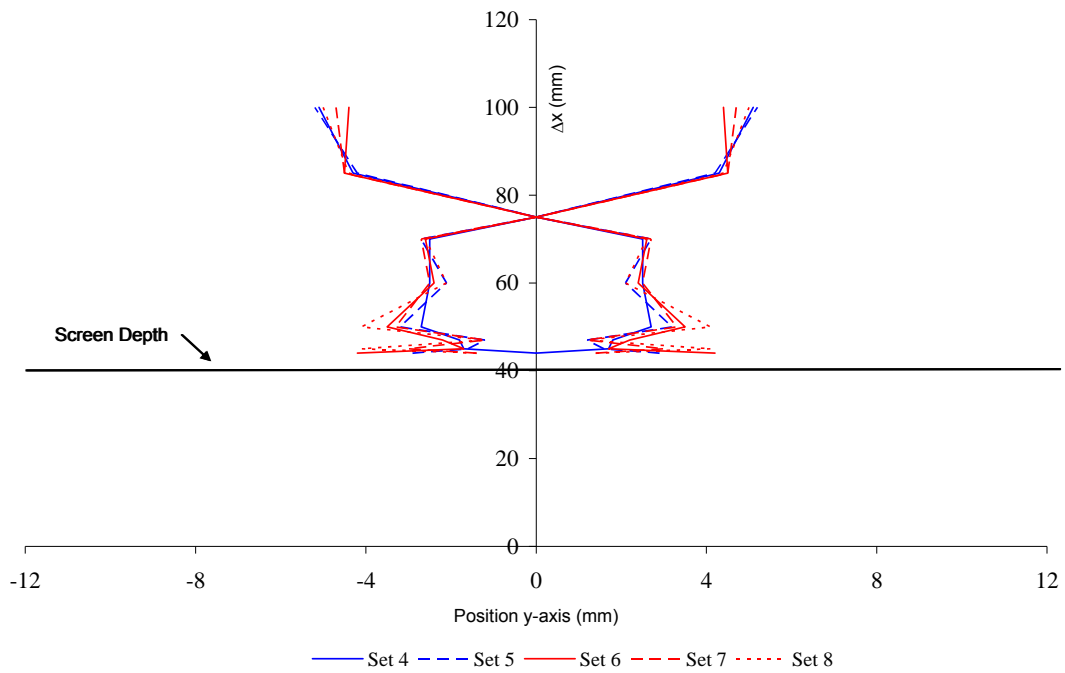 120
Δx (mm)
100
80
60
Screen Depth
40
20
0
-12 -8 -4 0 4 8 12
Position y-axis (mm)
Set 4 Set 5 Set 6 Set 7 Set 8